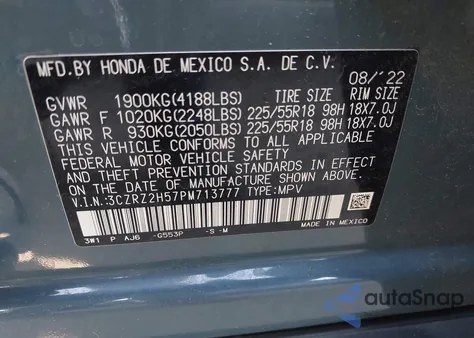 MFD.BY HONDA DE MEXICO S.A. DE C.V.
08/'22
GVWR 1900KG(4188LBS) TIRE SIZE RIM SIZE
GAWR F 1020KG(2248LBS) 225/55R18 98H 18X7.0J
GAWR R 930KG(2050LBS) 225/55R18 98H 18X7.0J
THIS VEHICLE CONFORMS TO ALL APPLICABLE
FEDERAL MOTOR VEHICLE SAFETY
STANDARDS IN EFFECT ON THE DATE OF
MANUFACTURE SHOWN ABOVE.
V.I.N.:3CZRZ2H57PM713777 TYPE:MPV
3W1 P AJ6 -G553P -S-M
MADE IN MEXICO
autoSnap